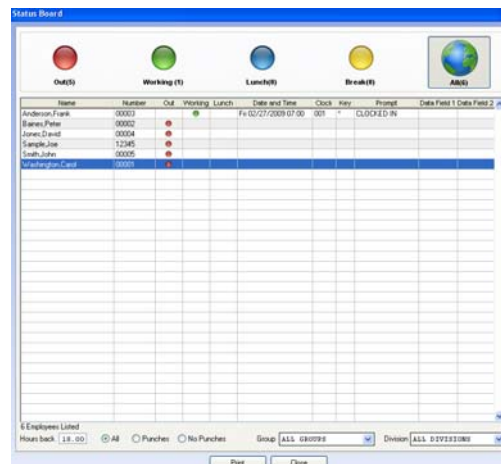 Status Board
Out(5) Working (1) Lunch(0) Break(0) All(6)
Name Number Out Working Lunch Date and Time Clock Key Prompt Data Field 1 Data Field 2
Anderson,Frank 00003 Fri 02/27/2009 07:00 001 * CLOCKED IN
Baines,Peter 00002
Jones,David 00004
Sample,Joe 12345
Smith,John 00005
Washington,Carol 00001
6 Employees Listed
Hours back 18.00 All Punches No Punches Group ALL GROUPS Division ALL DIVISIONS
Print Close